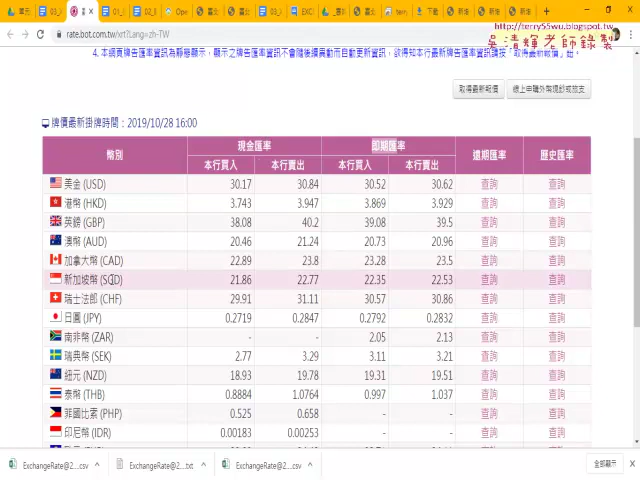 rate.bot.com.tw/xrt?Lang=zh-TW
http://terry55wu.blogspot.tw
吳清輝老師錄製
4. 本網頁牌告匯率資訊為靜態顯示，顯示之牌告匯率資訊不會隨後續異動而自動更新資訊，欲得知本行最新牌告匯率資訊請按「取得最新報價」鈕。
取得最新報價 線上申購外幣現鈔或旅支
牌價最新掛牌時間：2019/10/28 16:00
幣別 現金匯率 即期匯率 遠期匯率 歷史匯率
本行買入 本行賣出 本行買入 本行賣出
美金 (USD) 30.17 30.84 30.52 30.62 查詢 查詢
港幣 (HKD) 3.743 3.947 3.869 3.929 查詢 查詢
英鎊 (GBP) 38.08 40.2 39.08 39.5 查詢 查詢
澳幣 (AUD) 20.46 21.24 20.73 20.96 查詢 查詢
加拿大幣 (CAD) 22.89 23.8 23.28 23.5 查詢 查詢
新加坡幣 (SGD) 21.86 22.77 22.35 22.53 查詢 查詢
瑞士法郎 (CHF) 29.91 31.11 30.57 30.86 查詢 查詢
日圓 (JPY) 0.2719 0.2847 0.2792 0.2832 查詢 查詢
南非幣 (ZAR) - - 2.05 2.13 查詢 查詢
瑞典幣 (SEK) 2.77 3.29 3.11 3.21 查詢 查詢
紐元 (NZD) 18.93 19.78 19.31 19.51 查詢 查詢
泰幣 (THB) 0.8884 1.0764 0.997 1.037 查詢 查詢
菲國比索 (PHP) 0.525 0.658 - - 查詢 查詢
印尼幣 (IDR) 0.00183 0.00253 - - 查詢 查詢
ExchangeRate@2....csv ExchangeRate@2....txt ExchangeRate@2....csv 全部顯示